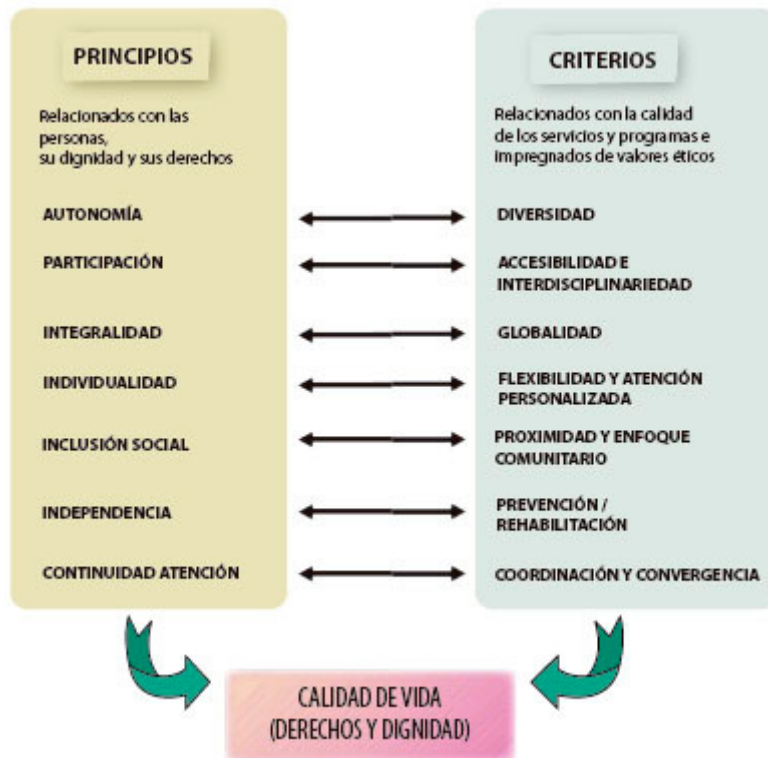 PRINCIPIOS
Relacionados con las
personas,
su dignidad y sus derechos
AUTONOMÍA
PARTICIPACIÓN
INTEGRALIDAD
INDIVIDUALIDAD
INCLUSIÓN SOCIAL
INDEPENDENCIA
CONTINUIDAD ATENCIÓN
CRITERIOS
Relacionados con la calidad
de los servicios y programas e
impregnados de valores éticos
DIVERSIDAD
ACCESIBILIDAD E
INTERDISCIPLINARIEDAD
GLOBALIDAD
FLEXIBILIDAD Y ATENCIÓN
PERSONALIZADA
PROXIMIDAD Y ENFOQUE
COMUNITARIO
PREVENCIÓN /
REHABILITACIÓN
COORDINACIÓN Y CONVERGENCIA
CALIDAD DE VIDA
(DERECHOS Y DIGNIDAD)